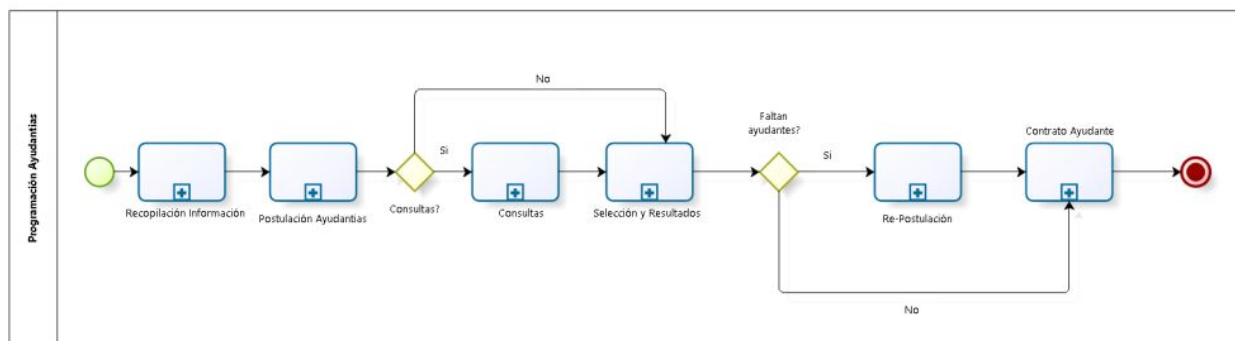 Programación Ayudantias
Recopilación Información
Postulación Ayudantias
Consultas?
No
Si
Consultas
Selección y Resultados
Faltan
ayudantes?
Si
No
Re-Postulación
Contrato Ayudante